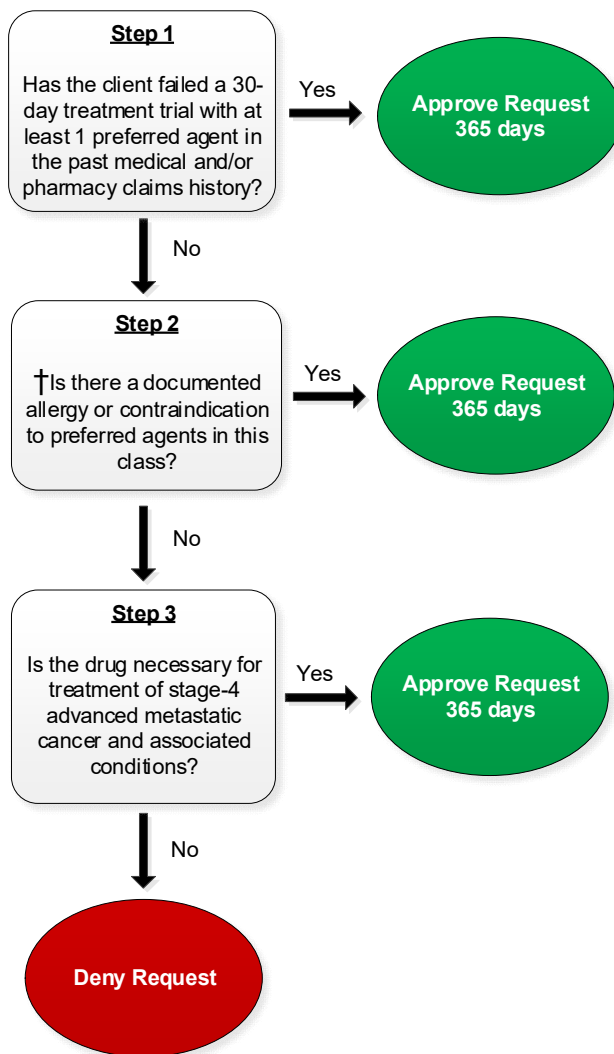 Step 1
Has the client failed a 30-
day treatment trial with at
least 1 preferred agent in
the past medical and/or
pharmacy claims history?
Yes
Approve Request
365 days
No
Step 2
†Is there a documented
allergy or contraindication
to preferred agents in this
class?
Yes
Approve Request
365 days
No
Step 3
Is the drug necessary for
treatment of stage-4
advanced metastatic
cancer and associated
conditions?
Yes
Approve Request
365 days
No
Deny Request